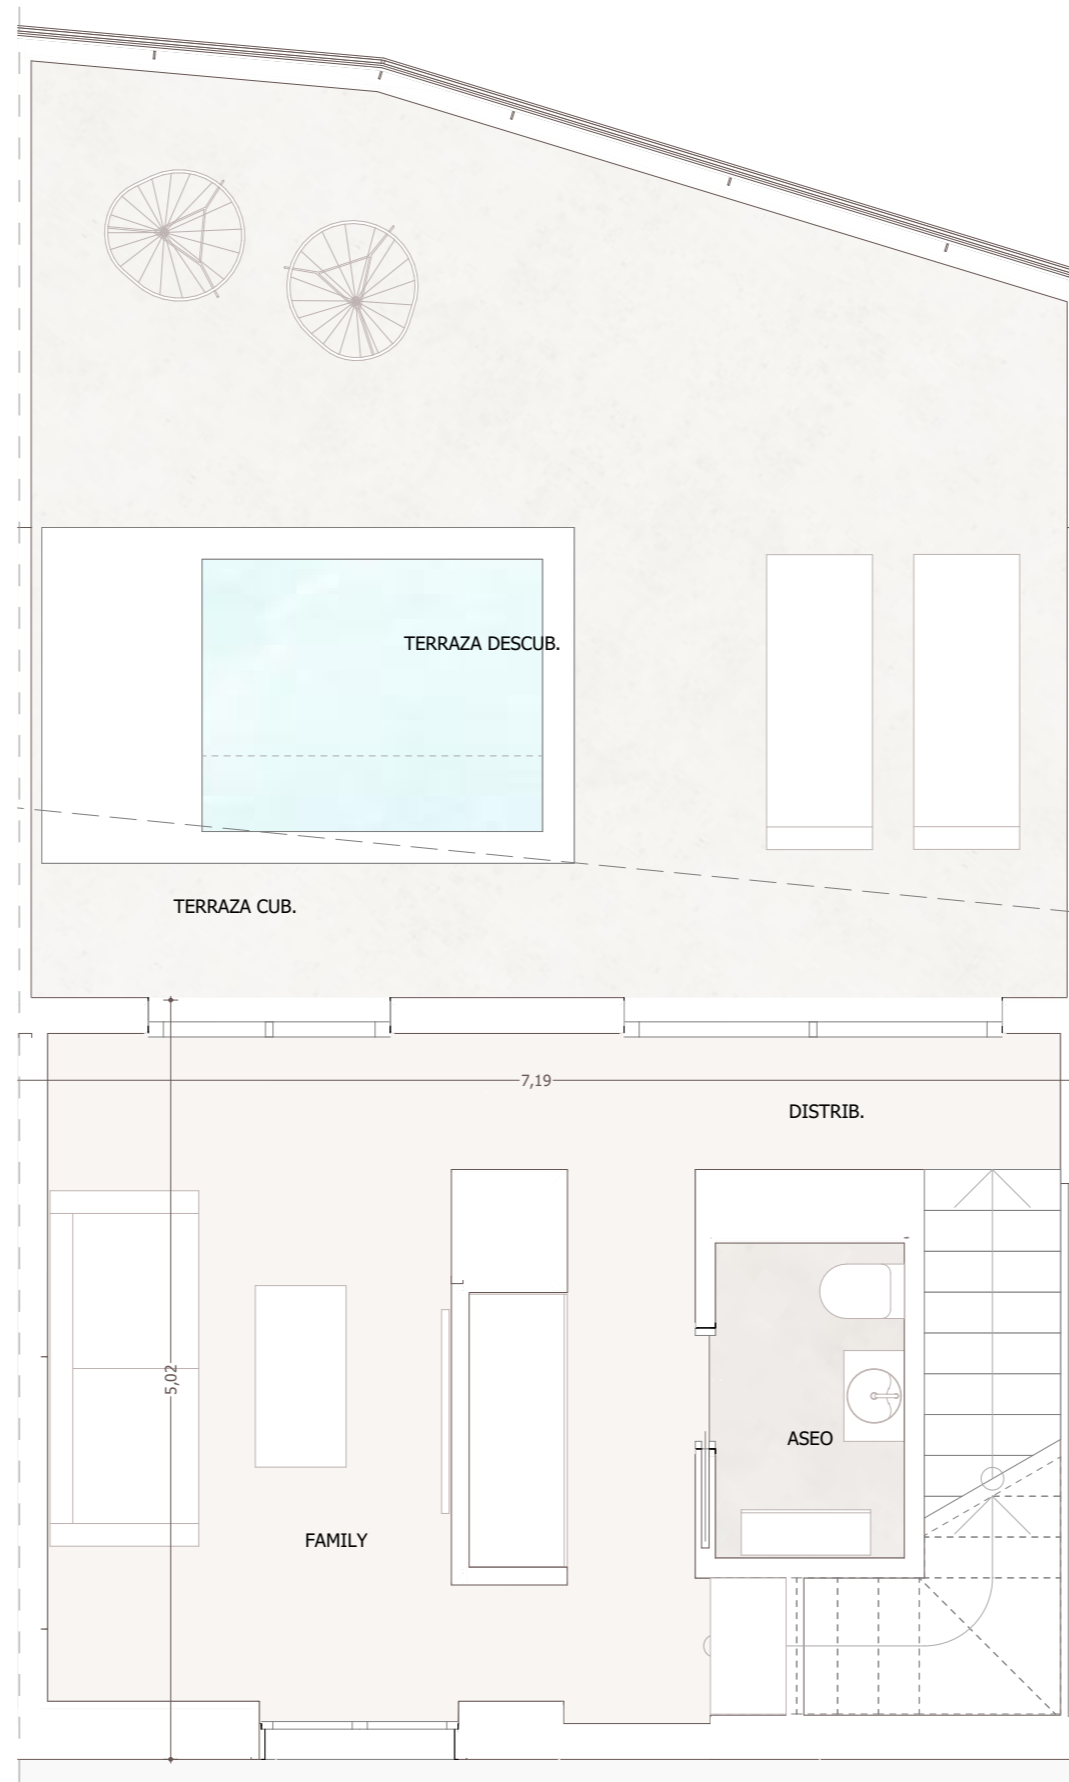 TERRAZA DESCUB.
TERRAZA CUB.
7,19
DISTRIB.
5,02
ASEO
FAMILY